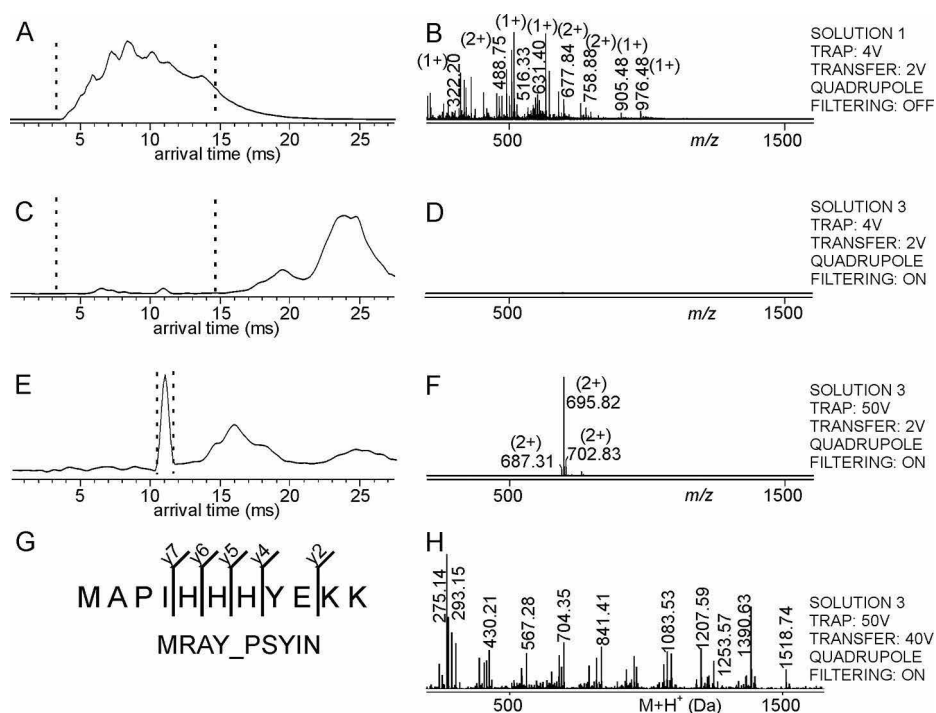 A
0 5 10 15 20 25
arrival time (ms)
B
(1+)
322.20
(2+)
488.75
(1+)
516.33
(1+)
631.40
(2+)
677.84
(2+)
758.88
(1+)
905.48
976.48
(1+)
500 m/z 1500
SOLUTION 1
TRAP: 4V
TRANSFER: 2V
QUADRUPOLE
FILTERING: OFF
C
0 5 10 15 20 25
arrival time (ms)
D
500 m/z 1500
SOLUTION 3
TRAP: 4V
TRANSFER: 2V
QUADRUPOLE
FILTERING: ON
E
0 5 10 15 20 25
arrival time (ms)
F
(2+)
695.82
(2+)
687.31
(2+)
702.83
500 m/z 1500
SOLUTION 3
TRAP: 50V
TRANSFER: 2V
QUADRUPOLE
FILTERING: ON
G
y7 y6 y5 y4 y2
M A P I H H H Y E K K
MRAY_PSYIN
H
275.14
293.15
430.21
567.28
704.35
841.41
1083.53
1207.59
1253.57
1390.63
1518.74
500 M+H+ (Da) 1500
SOLUTION 3
TRAP: 50V
TRANSFER: 40V
QUADRUPOLE
FILTERING: ON